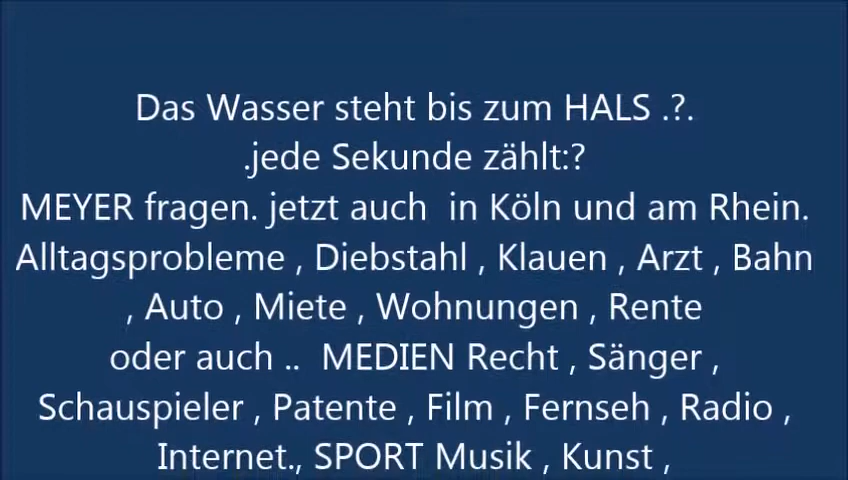 Das Wasser steht bis zum HALS .?.
.jede Sekunde zählt:?
MEYER fragen. jetzt auch  in Köln und am Rhein.
Alltagsprobleme , Diebstahl , Klauen , Arzt , Bahn
, Auto , Miete , Wohnungen , Rente
oder auch ..  MEDIEN Recht , Sänger ,
Schauspieler , Patente , Film , Fernseh , Radio ,
Internet., SPORT Musik , Kunst ,